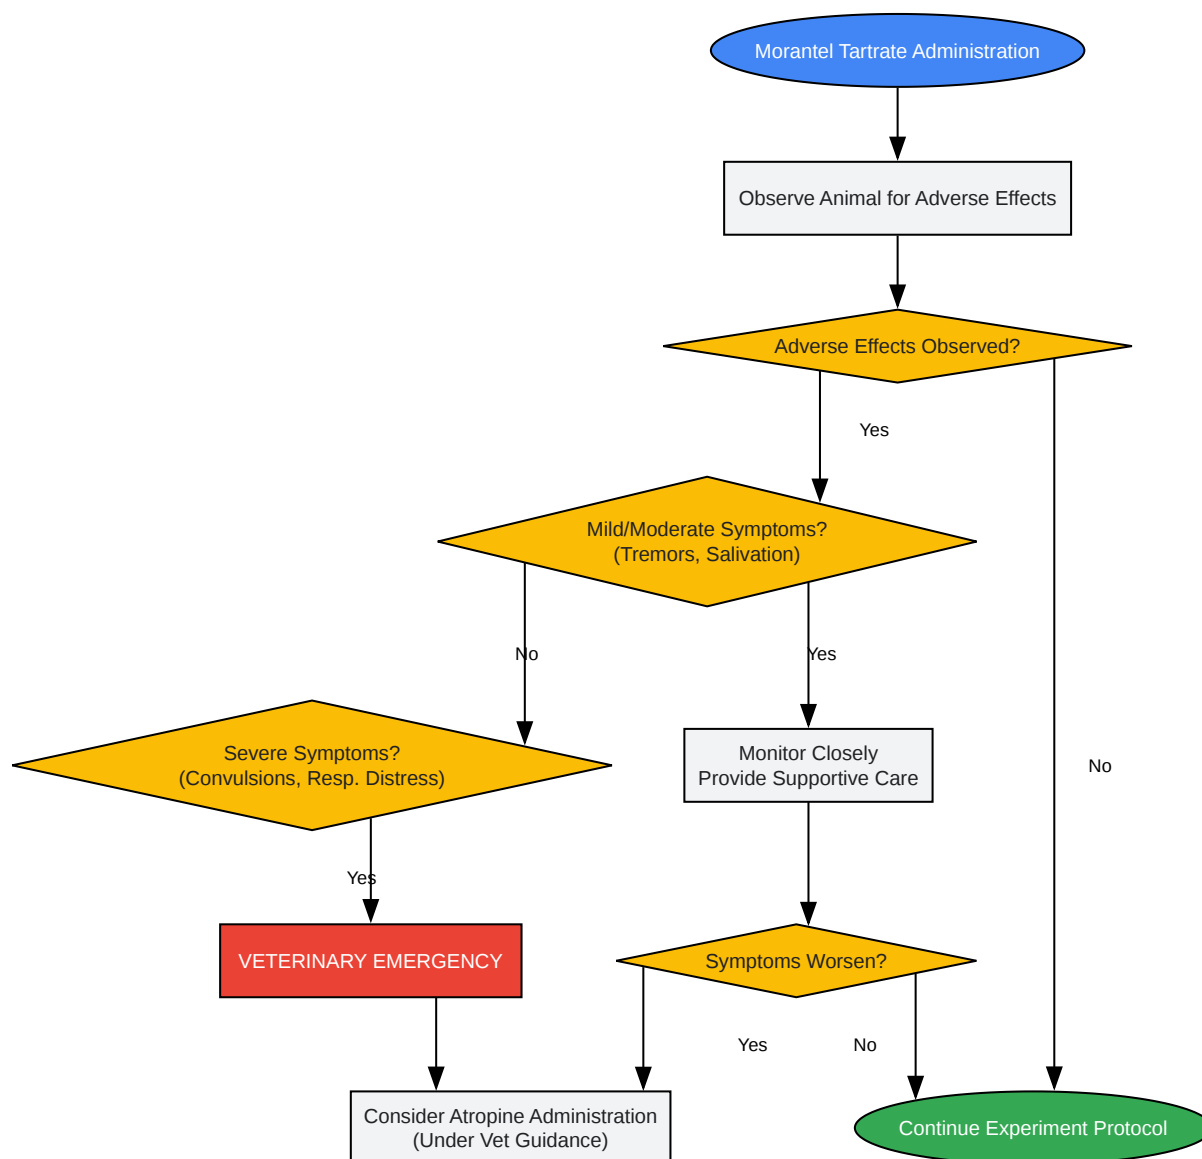 Morantel Tartrate Administration
Observe Animal for Adverse Effects
Adverse Effects Observed?
Yes
Mild/Moderate Symptoms?
(Tremors, Salivation)
No
Yes
Severe Symptoms?
(Convulsions, Resp. Distress)
Monitor Closely
Provide Supportive Care
No
Yes
VETERINARY EMERGENCY
Symptoms Worsen?
Yes
No
Consider Atropine Administration
(Under Vet Guidance)
Continue Experiment Protocol